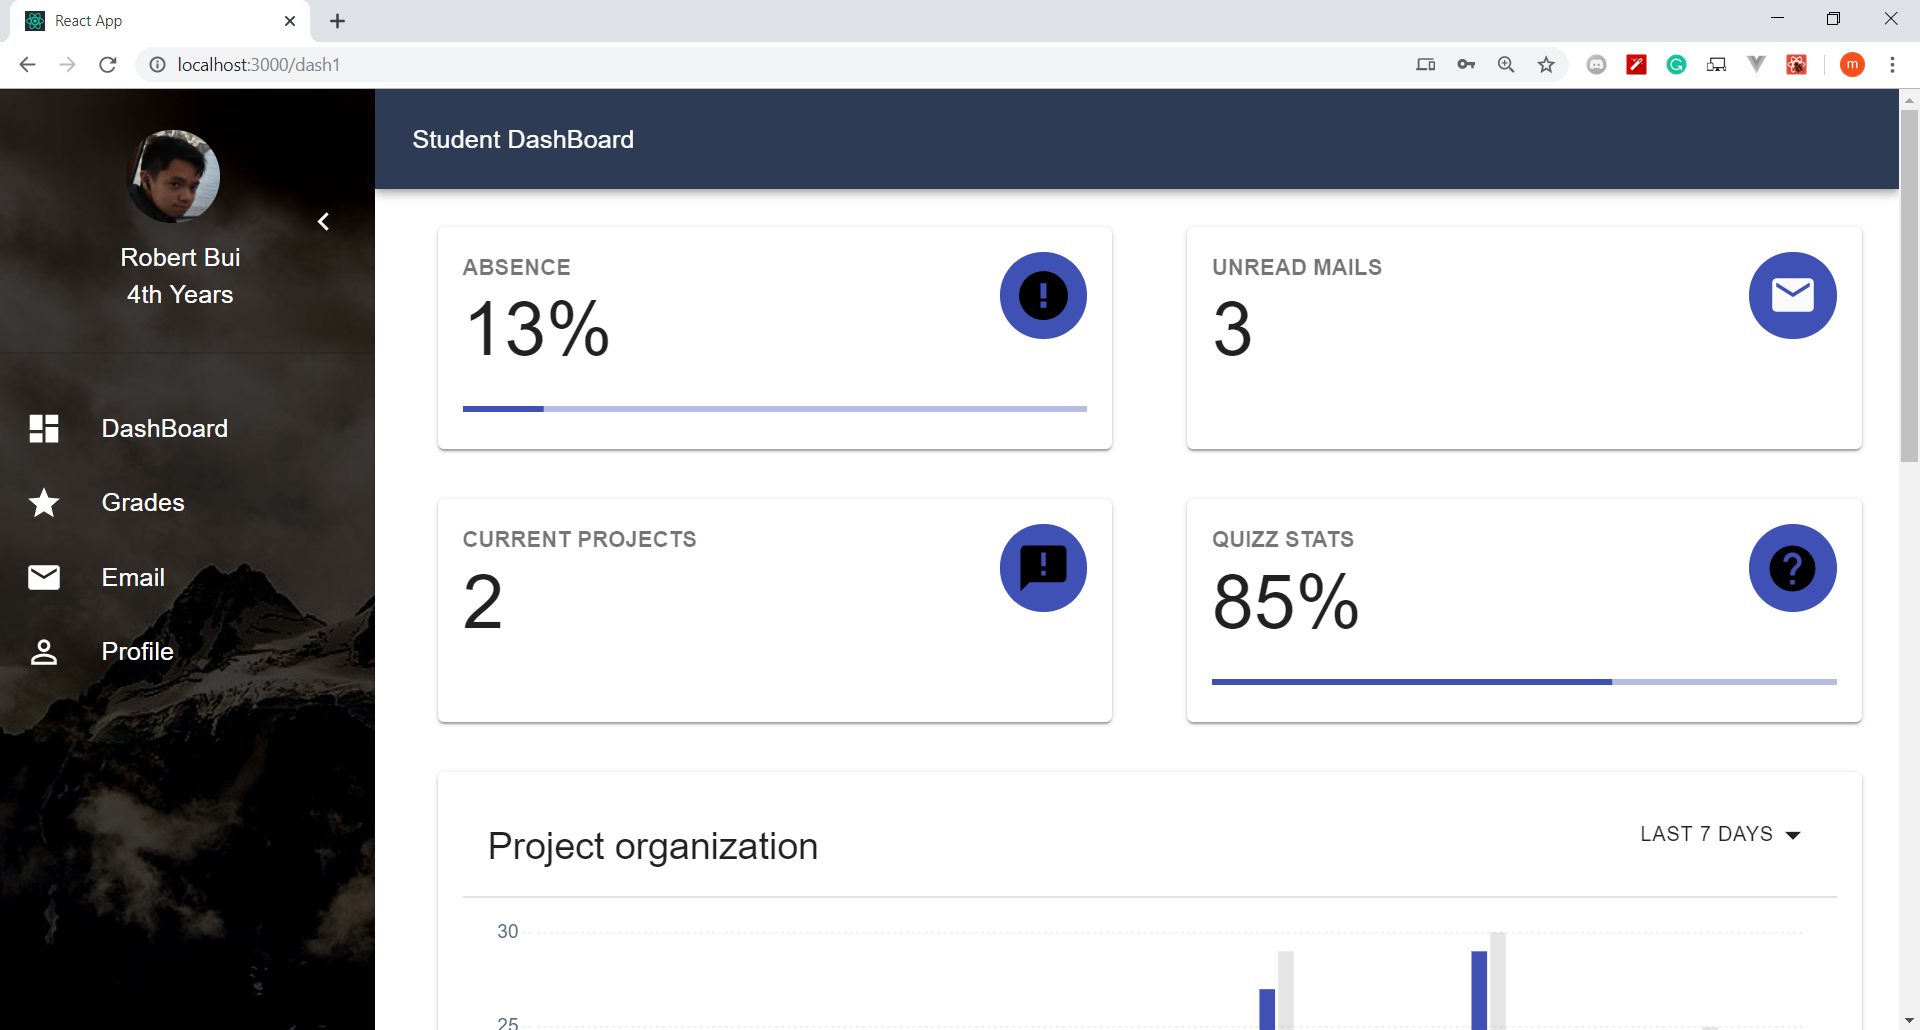 React App
localhost:3000/dash1
m
Student DashBoard
Robert Bui
4th Years
DashBoard
Grades
Email
Profile
ABSENCE
13%
UNREAD MAILS
3
CURRENT PROJECTS
2
QUIZZ STATS
85%
Project organization
LAST 7 DAYS
30
25